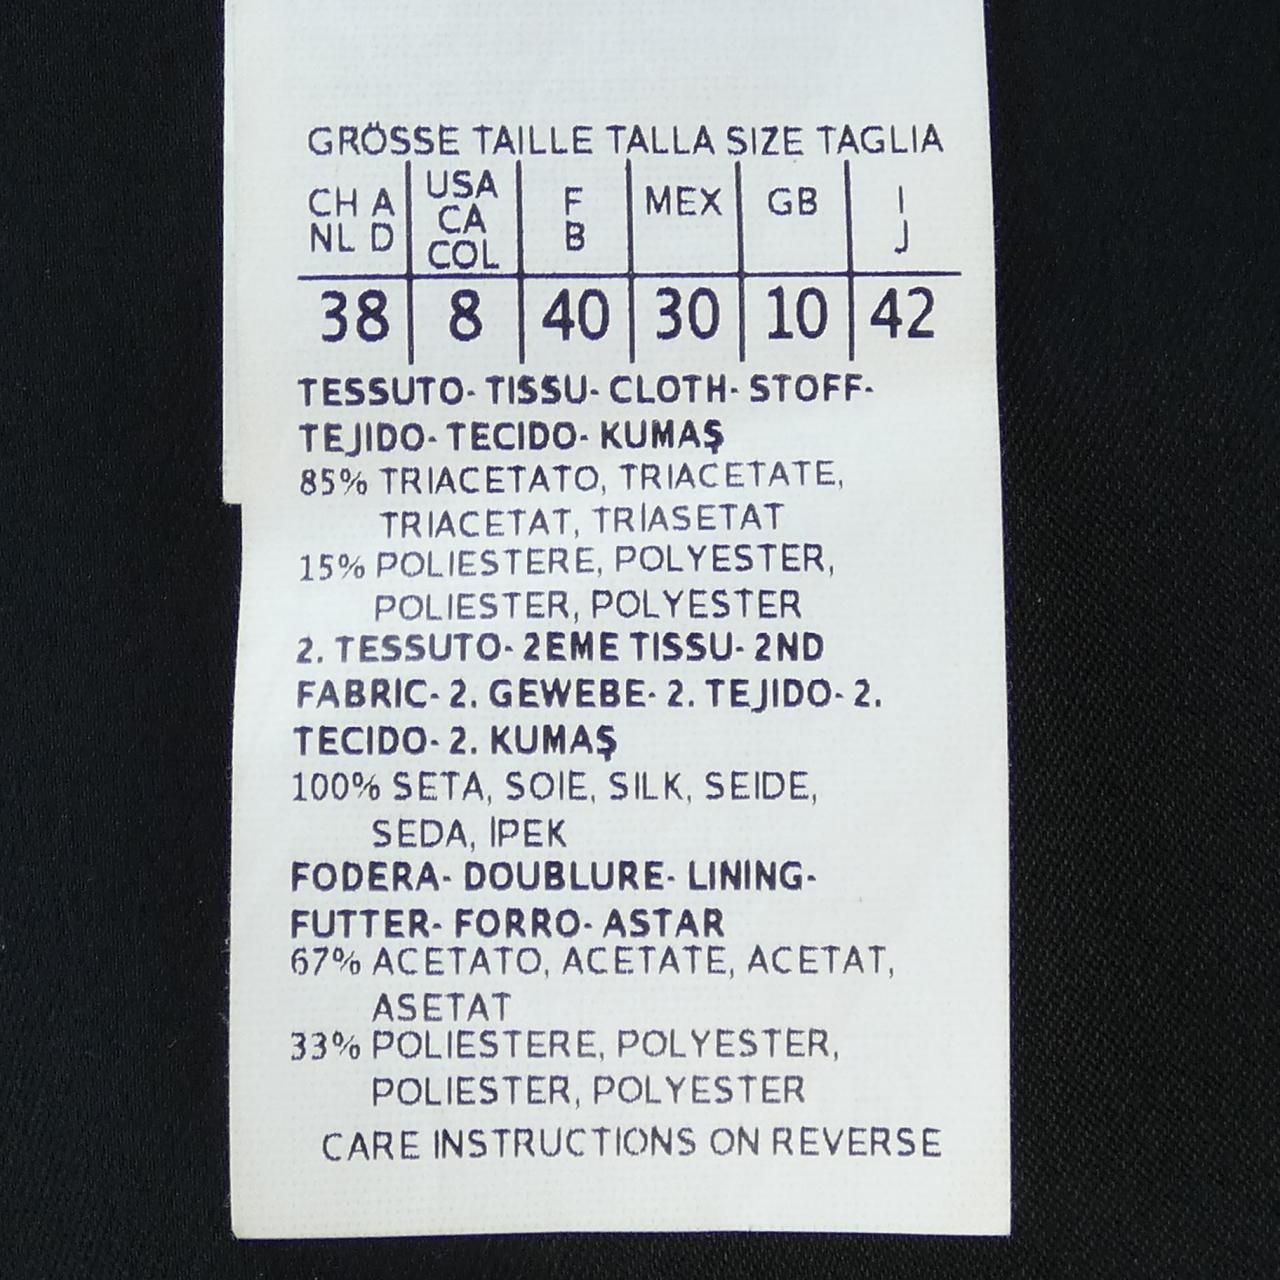 GRÖSSE TAILLE TALLA SIZE TAGLIA
CH A NL D USA CA COL F B MEX GB I J
38 8 40 30 10 42
TESSUTO- TISSU- CLOTH- STOFF-
TEJIDO- TECIDO- KUMAŞ
85% TRIACETATO, TRIACETATE,
TRIACETAT, TRİASETAT
15% POLIESTERE, POLYESTER,
POLIESTER, POLYESTER
2. TESSUTO- 2EME TISSU- 2ND
FABRIC- 2. GEWEBE- 2. TEJIDO- 2.
TECIDO- 2. KUMAŞ
100% SETA, SOIE, SILK, SEIDE,
SEDA, İPEK
FODERA- DOUBLURE- LINING-
FUTTER- FORRO- ASTAR
67% ACETATO, ACETATE, ACETAT,
ASETAT
33% POLIESTERE, POLYESTER,
POLIESTER, POLYESTER
CARE INSTRUCTIONS ON REVERSE